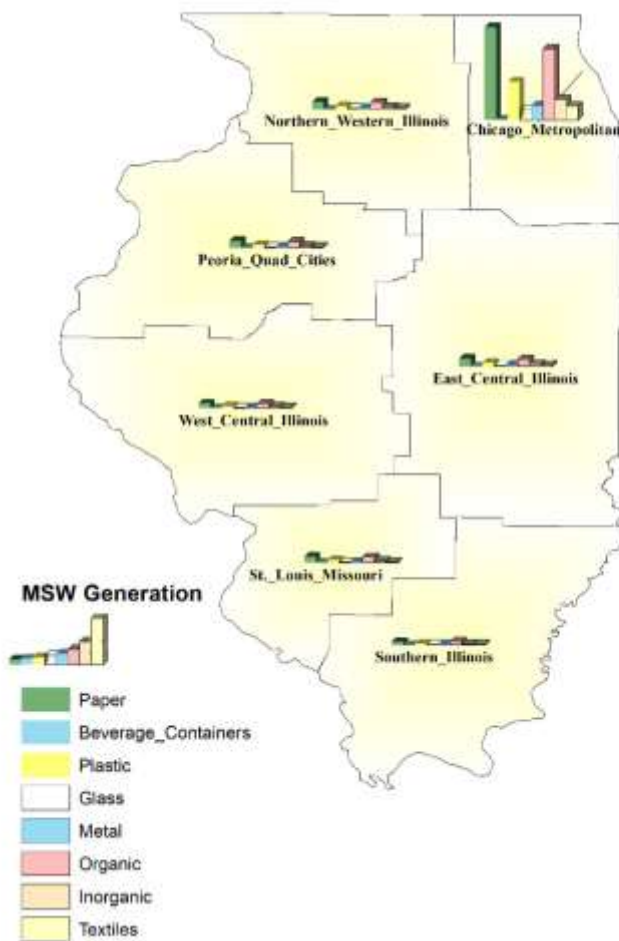 Northern_Western_Illinois
Chicago_Metropolitan
Peoria_Quad_Cities
East_Central_Illinois
West_Central_Illinois
St._Louis_Missouri
Southern_Illinois
MSW Generation
Paper
Beverage_Containers
Plastic
Glass
Metal
Organic
Inorganic
Textiles